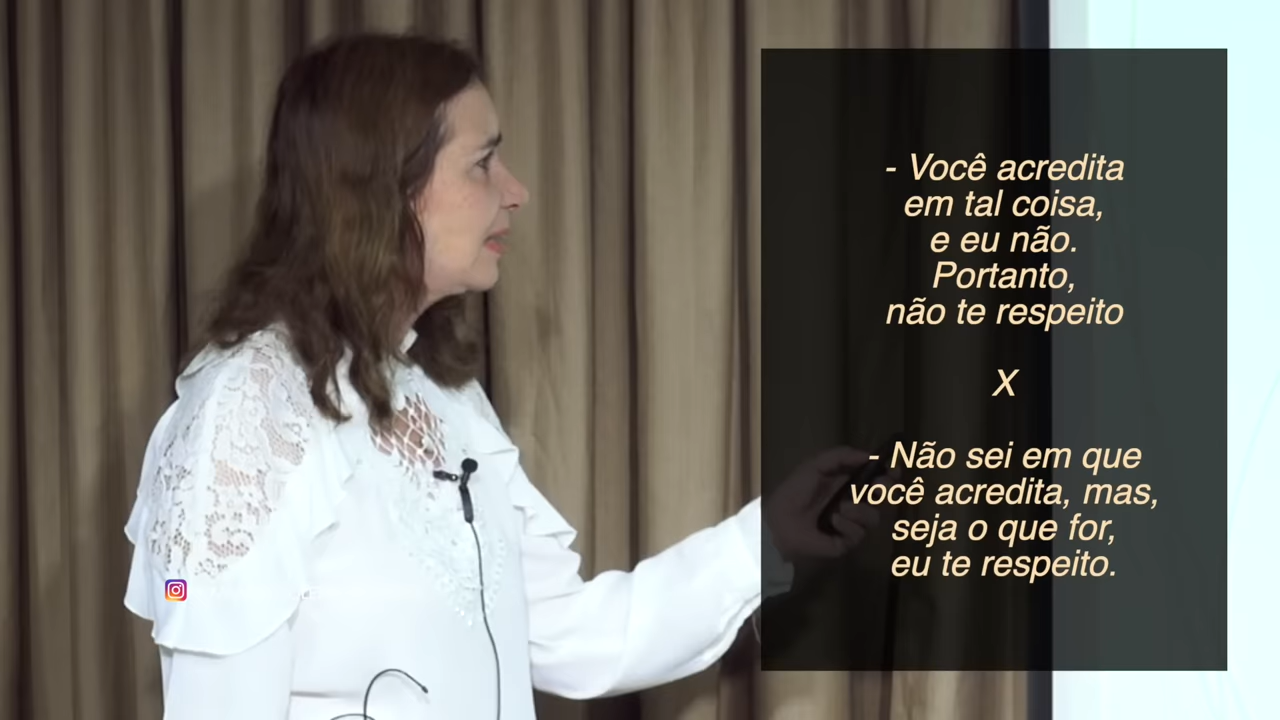 - Você acredita
em tal coisa,
e eu não.
Portanto,
não te respeito
X
- Não sei em que
você acredita, mas,
seja o que for,
eu te respeito.